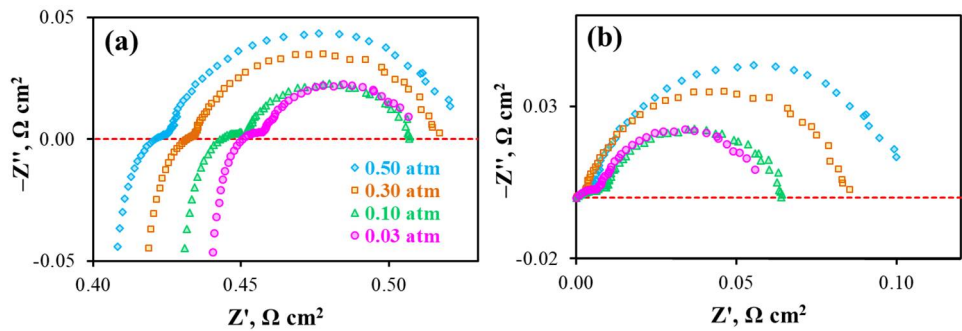 0.05
(a)
−Z'', Ω cm²
0.00
0.50 atm
0.30 atm
0.10 atm
0.03 atm
-0.05
0.40
0.45
0.50
Z', Ω cm²
(b)
−Z'', Ω cm²
0.03
-0.02
0.00
0.05
0.10
Z', Ω cm²